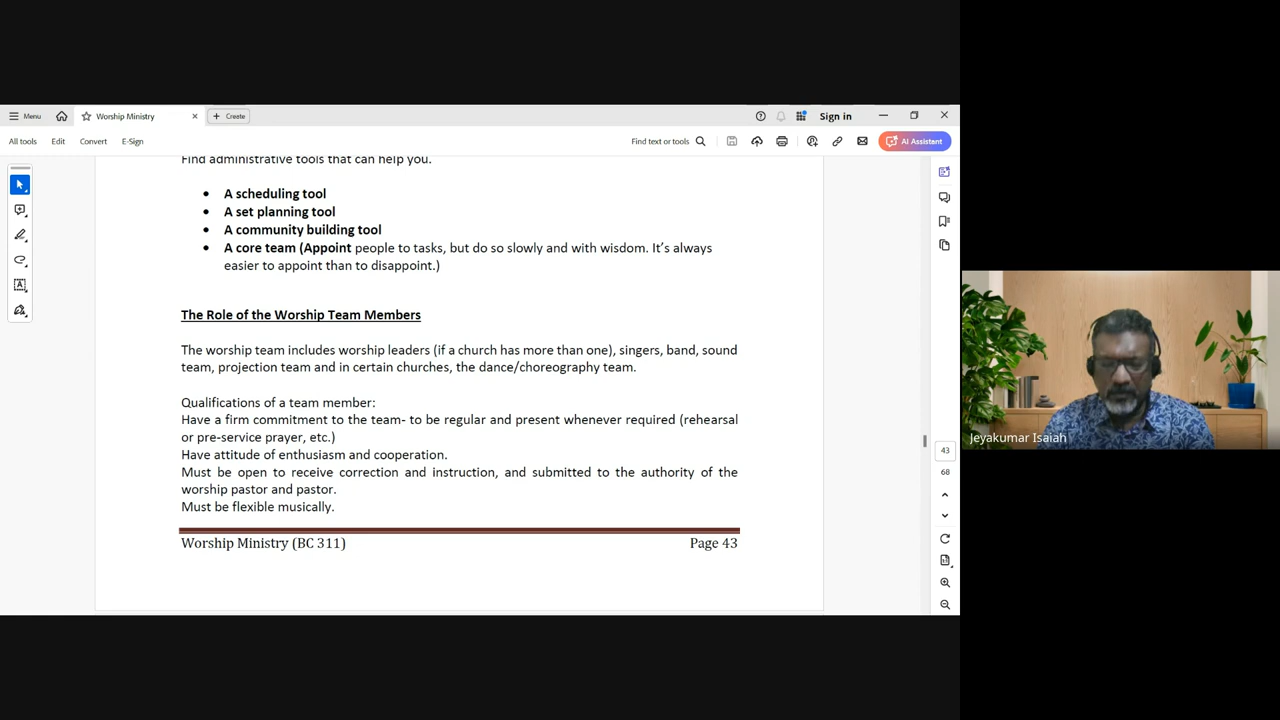 Menu
Worship Ministry
Create
Sign in
All tools
Edit
Convert
E-Sign
Find text or tools
AI Assistant
Find administrative tools that can help you.
• A scheduling tool
• A set planning tool
• A community building tool
• A core team (Appoint people to tasks, but do so slowly and with wisdom. It's always
easier to appoint than to disappoint.)
The Role of the Worship Team Members
The worship team includes worship leaders (if a church has more than one), singers, band, sound
team, projection team and in certain churches, the dance/choreography team.
Qualifications of a team member:
Have a firm commitment to the team- to be regular and present whenever required (rehearsal
or pre-service prayer, etc.)
Have attitude of enthusiasm and cooperation.
Must be open to receive correction and instruction, and submitted to the authority of the
worship pastor and pastor.
Must be flexible musically.
Worship Ministry (BC 311)
Page 43
43
68
Jeyakumar Isaiah